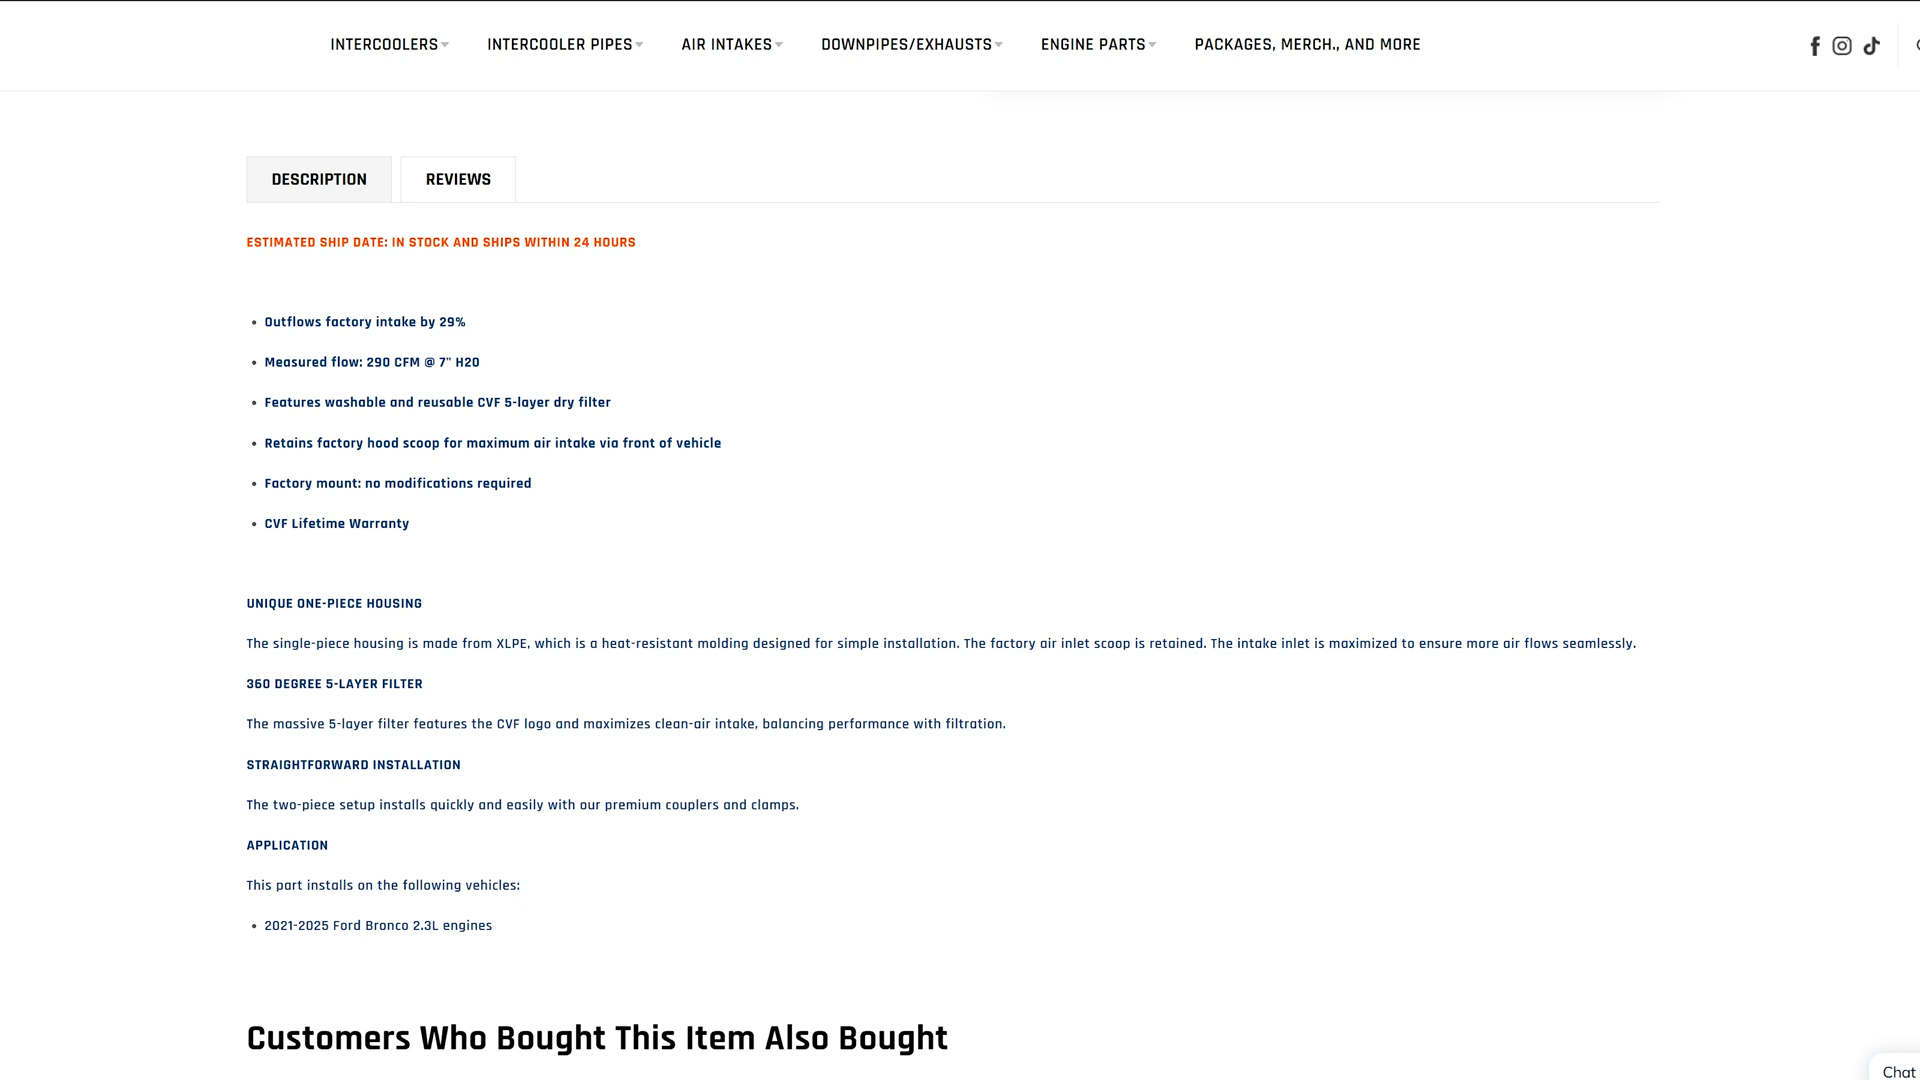 INTERCOOLERS INTERCOOLER PIPES AIR INTAKES DOWNPIPES/EXHAUSTS ENGINE PARTS PACKAGES, MERCH., AND MORE
DESCRIPTION REVIEWS
ESTIMATED SHIP DATE: IN STOCK AND SHIPS WITHIN 24 HOURS
• Outflows factory intake by 29%
• Measured flow: 290 CFM @ 7" H20
• Features washable and reusable CVF 5-layer dry filter
• Retains factory hood scoop for maximum air intake via front of vehicle
• Factory mount: no modifications required
• CVF Lifetime Warranty
UNIQUE ONE-PIECE HOUSING
The single-piece housing is made from XLPE, which is a heat-resistant molding designed for simple installation. The factory air inlet scoop is retained. The intake inlet is maximized to ensure more air flows seamlessly.
360 DEGREE 5-LAYER FILTER
The massive 5-layer filter features the CVF logo and maximizes clean-air intake, balancing performance with filtration.
STRAIGHTFORWARD INSTALLATION
The two-piece setup installs quickly and easily with our premium couplers and clamps.
APPLICATION
This part installs on the following vehicles:
• 2021-2025 Ford Bronco 2.3L engines
Customers Who Bought This Item Also Bought
Chat